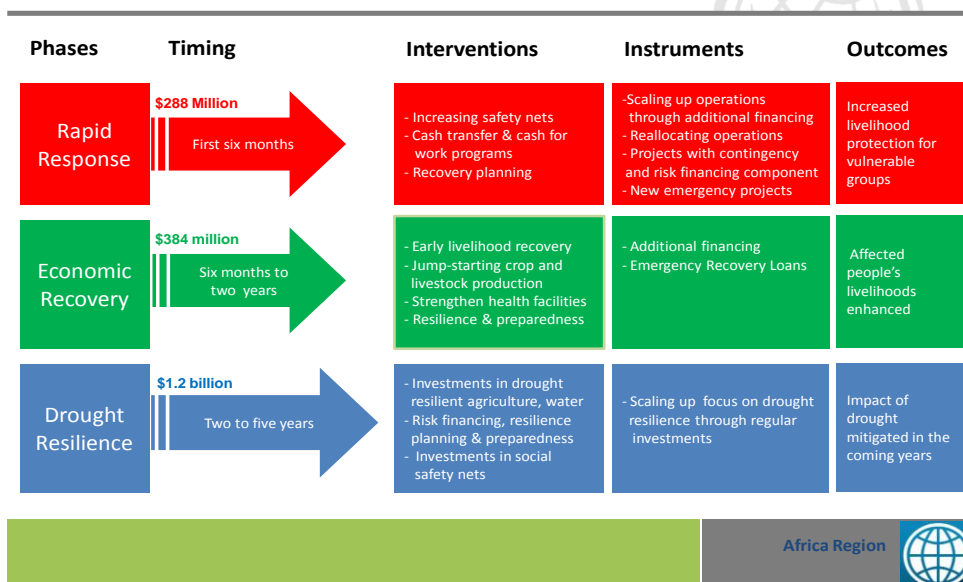 Phases
Timing
Interventions
Instruments
Outcomes
Rapid
Response
$288 Million
First six months
- Increasing safety nets
- Cash transfer & cash for
work programs
- Recovery planning
-Scaling up operations
through additional financing
- Reallocating operations
- Projects with contingency
and risk financing component
- New emergency projects
Increased
livelihood
protection for
vulnerable
groups
Economic
Recovery
$384 million
Six months to
two years
- Early livelihood recovery
- Jump-starting crop and
livestock production
- Strengthen health facilities
- Resilience & preparedness
- Additional financing
- Emergency Recovery Loans
Affected
people's
livelihoods
enhanced
Drought
Resilience
$1.2 billion
Two to five years
- Investments in drought
resilient agriculture, water
- Risk financing, resilience
planning & preparedness
- Investments in social
safety nets
- Scaling up focus on drought
resilience through regular
investments
Impact of
drought
mitigated in the
coming years
Africa Region